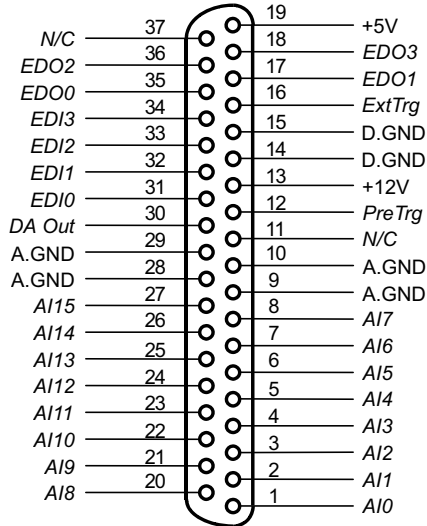 19 +5V
N/C 37
18 EDO3
EDO2 36
17 EDO1
EDO0 35
16 ExtTrg
EDI3 34
15 D.GND
EDI2 33
14 D.GND
EDI1 32
13 +12V
EDI0 31
12 PreTrg
DA Out 30
11 N/C
A.GND 29
10 A.GND
A.GND 28
9 A.GND
AI15 27
8 AI7
AI14 26
7 AI6
AI13 25
6 AI5
AI12 24
5 AI4
AI11 23
4 AI3
AI10 22
3 AI2
AI9 21
2 AI1
AI8 20
1 AI0